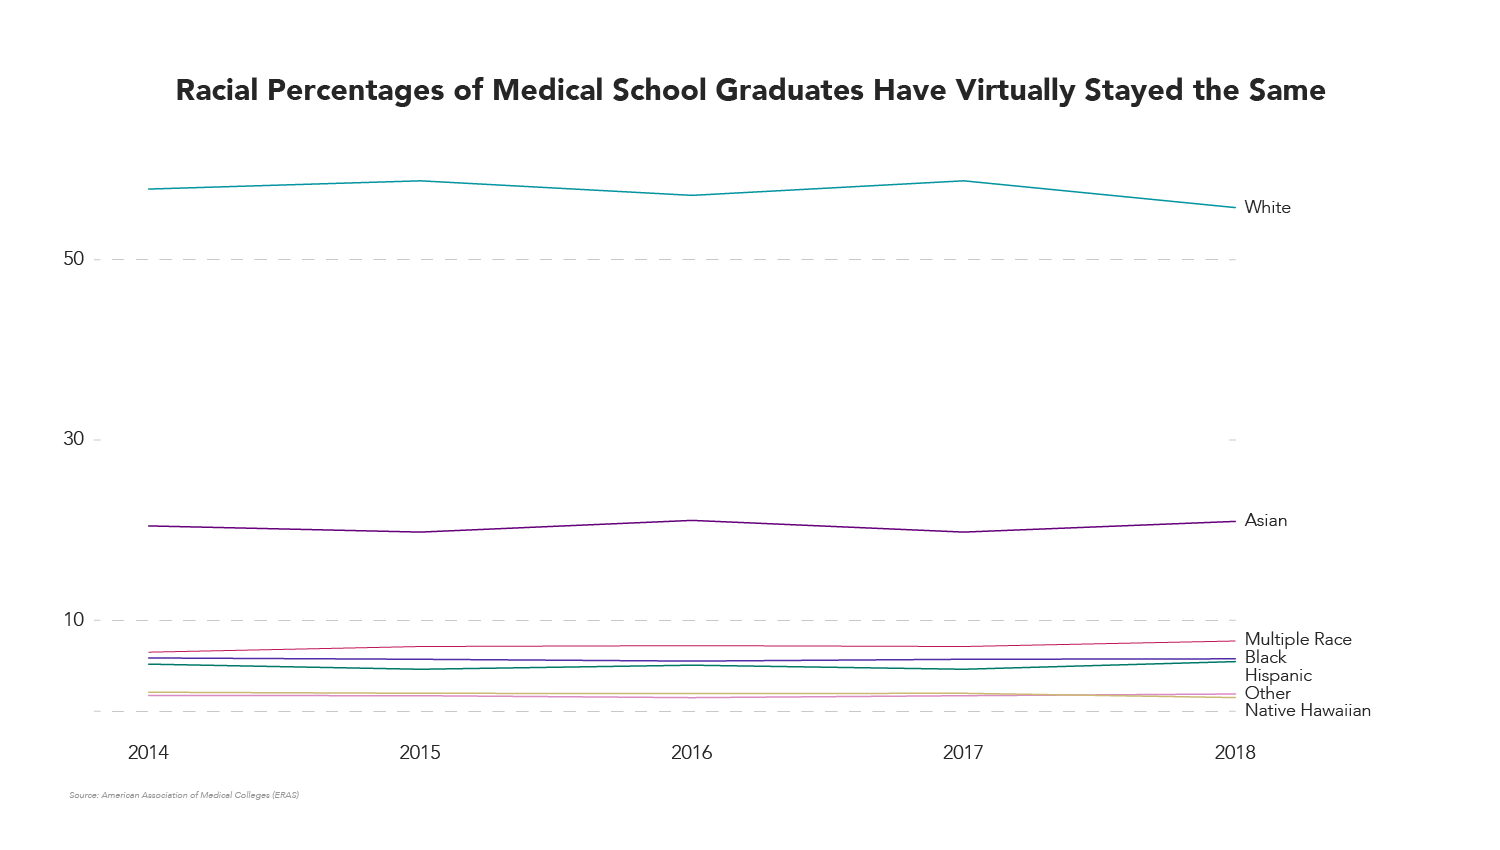 Racial Percentages of Medical School Graduates Have Virtually Stayed the Same
White
50
30
Asian
10
Multiple Race
Black
Hispanic
Other
Native Hawaiian
2014 2015 2016 2017 2018
Source: American Association of Medical Colleges (ERAS)